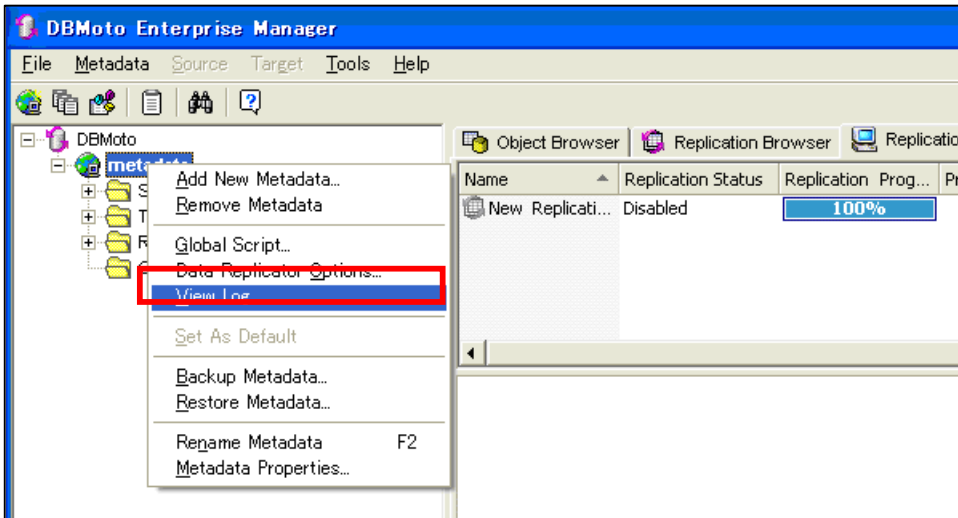 DBMoto Enterprise Manager
File Metadata Source Target Tools Help
DBMoto
metadata
S
T
R
Add New Metadata...
Remove Metadata
Global Script...
Data Replicator Options...
View Log
Set As Default
Backup Metadata...
Restore Metadata...
Rename Metadata F2
Metadata Properties...
Object Browser Replication Browser Replicatio
Name Replication Status Replication Prog... Pr
New Replicati... Disabled 100%